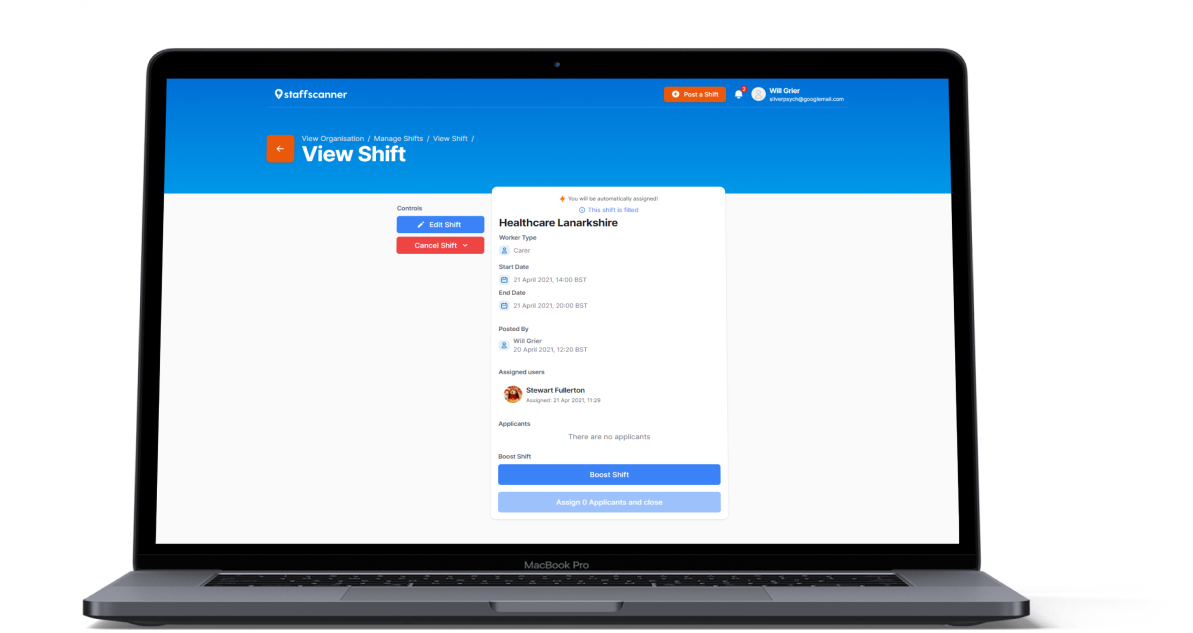 staffscanner
Post a Shift
2
Will Grier
silverpsych@googlemail.com
View Organisation / Manage Shifts / View Shift /
View Shift
Controls
Edit Shift
Cancel Shift
You will be automatically assigned!
This shift is filled
Healthcare Lanarkshire
Worker Type
Carer
Start Date
21 April 2021, 14:00 BST
End Date
21 April 2021, 20:00 BST
Posted By
Will Grier
20 April 2021, 12:20 BST
Assigned users
Stewart Fullerton
Assigned: 21 Apr 2021, 11:29
Applicants
There are no applicants
Boost Shift
Boost Shift
Assign 0 Applicants and close
MacBook Pro